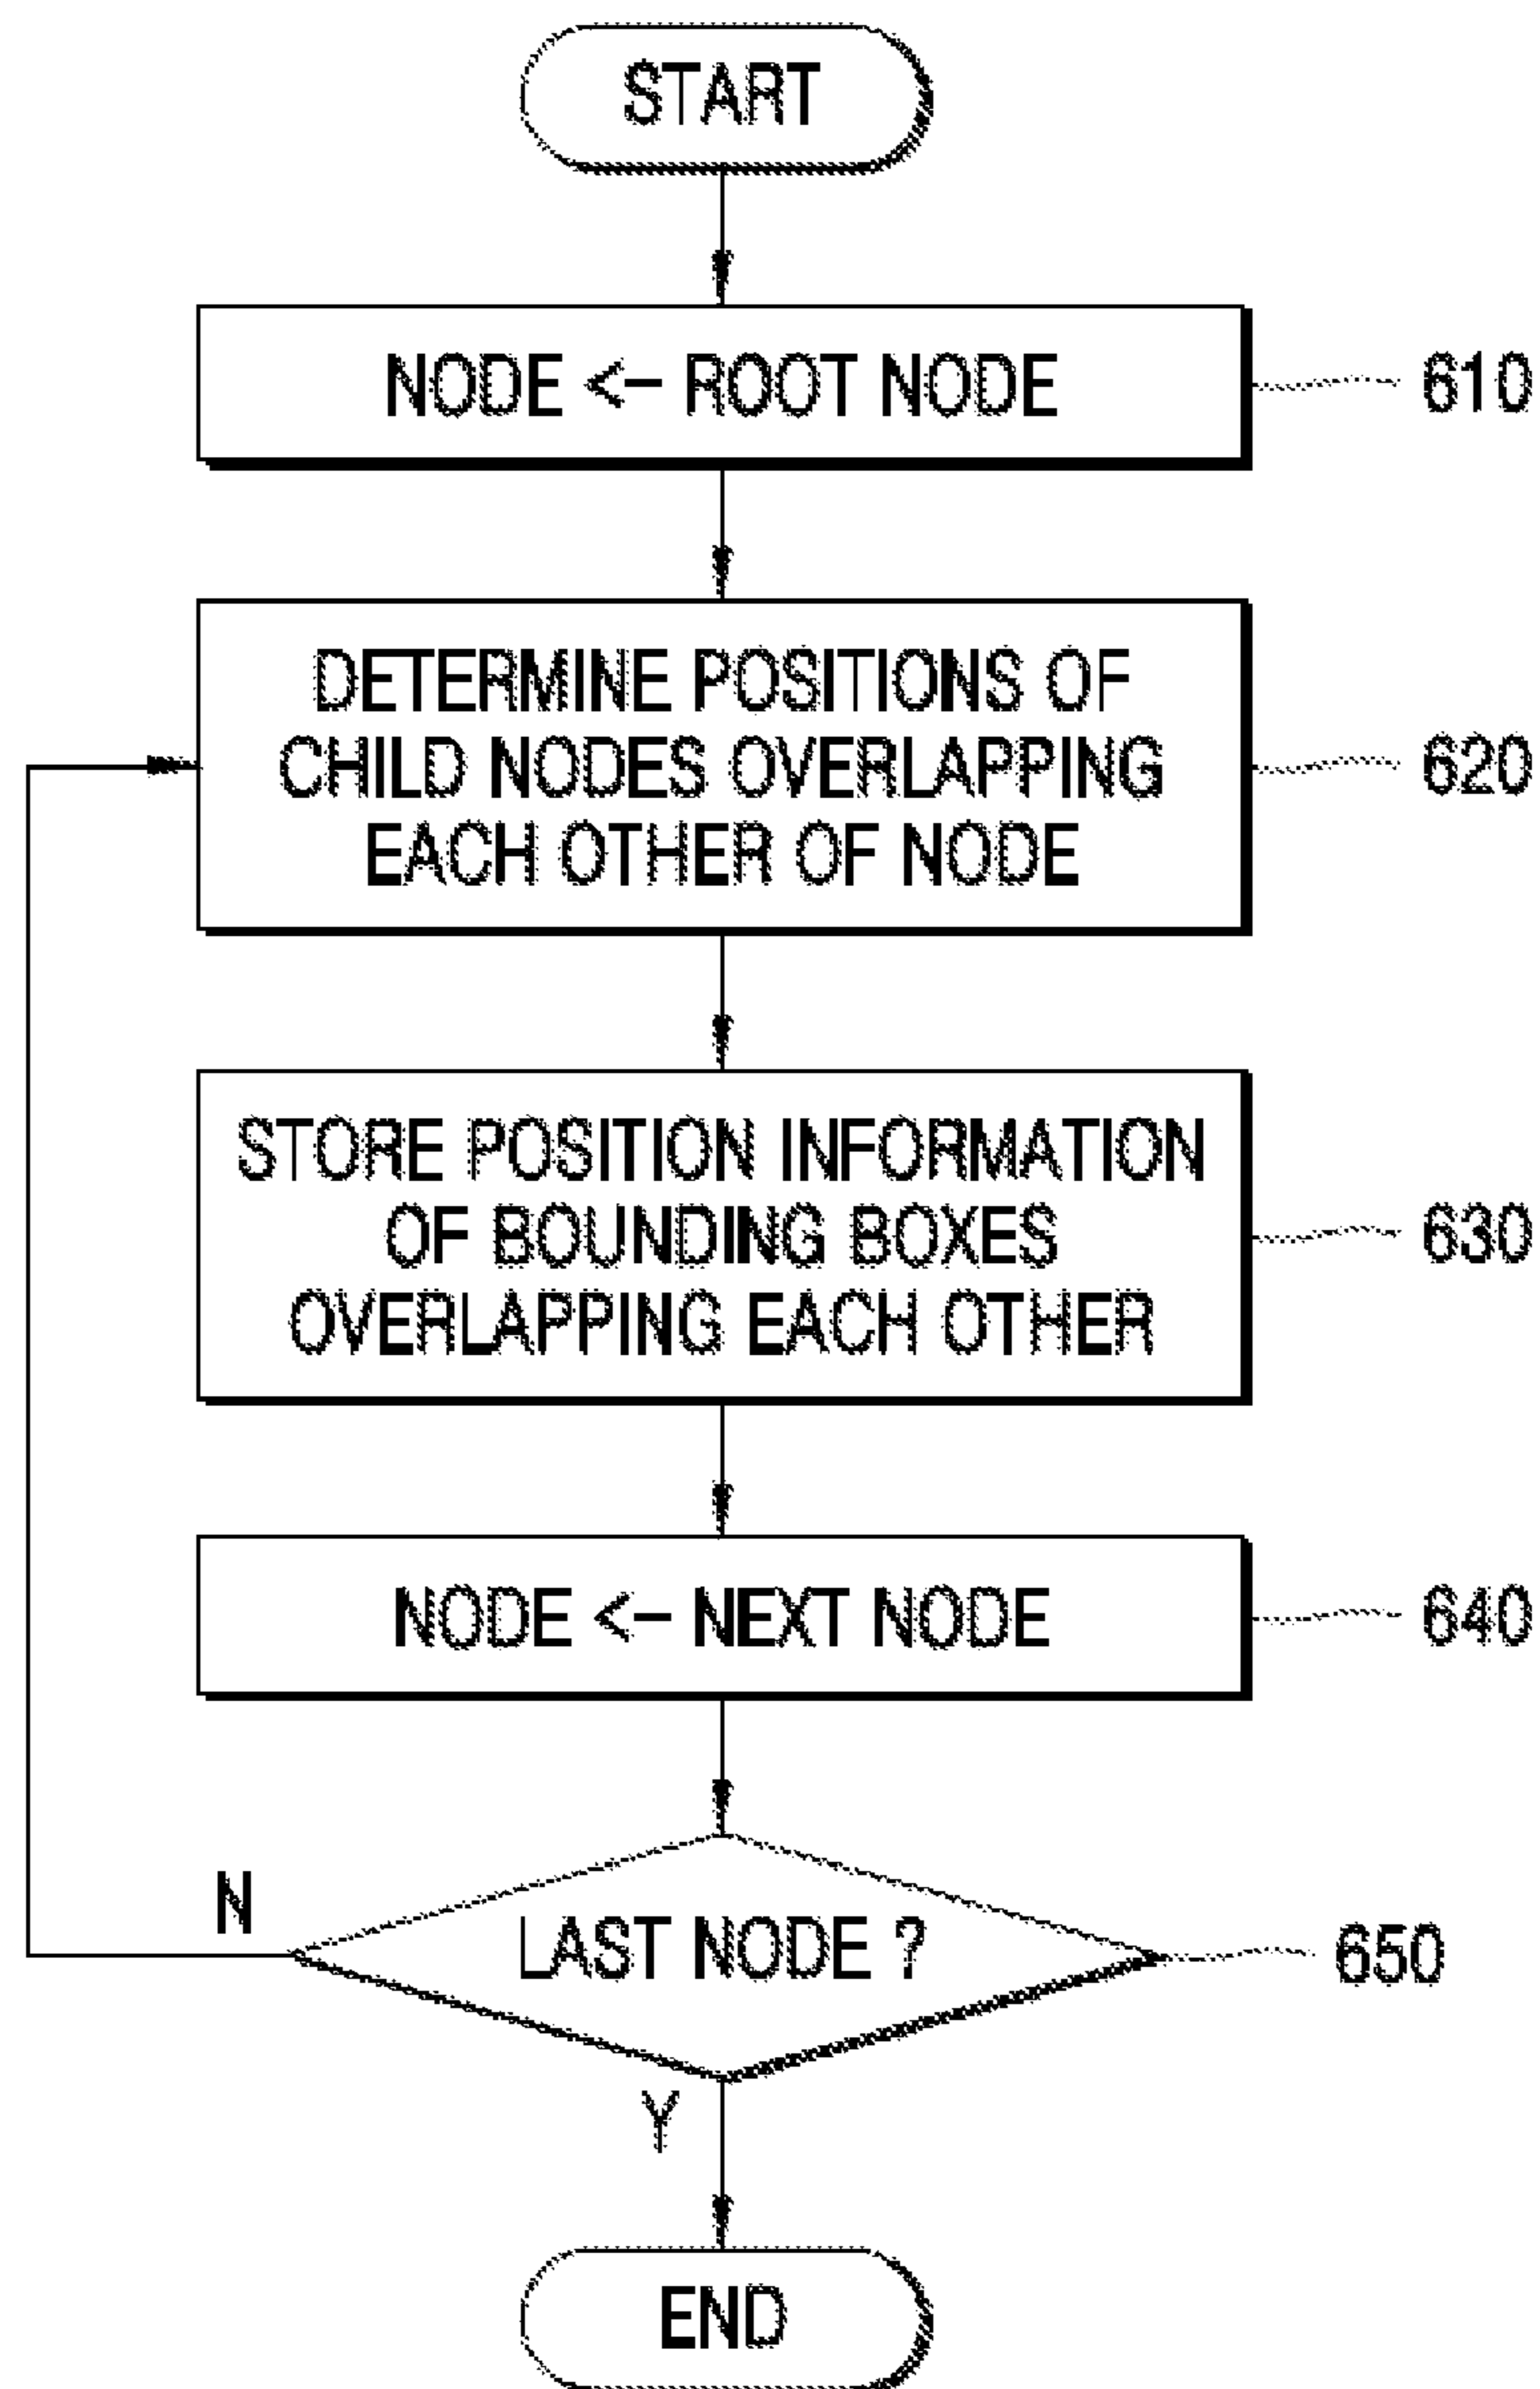 START
NODE <- ROOT NODE
610
DETERMINE POSITIONS OF
CHILD NODES OVERLAPPING
EACH OTHER OF NODE
620
STORE POSITION INFORMATION
OF BOUNDING BOXES
OVERLAPPING EACH OTHER
630
NODE <- NEXT NODE
640
N
LAST NODE ?
650
Y
END